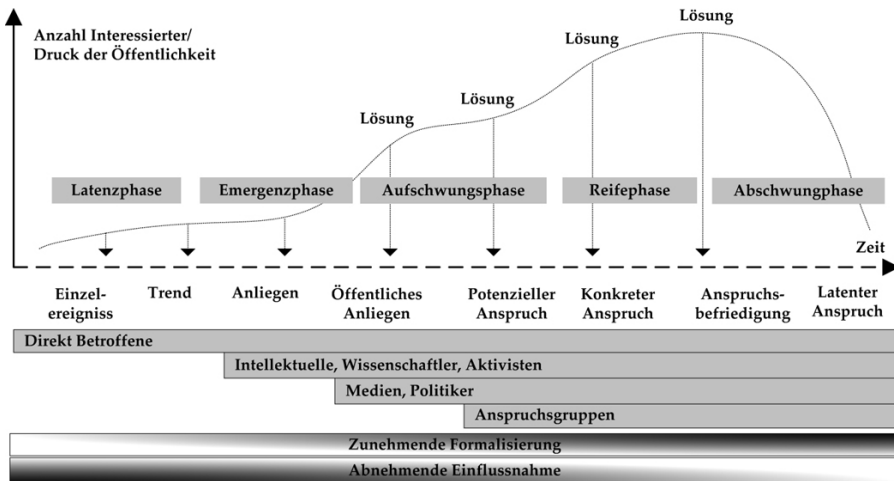 Anzahl Interessierter/
Druck der Öffentlichkeit
Lösung
Lösung
Lösung
Lösung
Latenzphase
Emergenzphase
Aufschwungsphase
Reifephase
Abschwungphase
Zeit
Einzel-
ereigniss
Trend
Anliegen
Öffentliches
Anliegen
Potenzieller
Anspruch
Konkreter
Anspruch
Anspruchs-
befriedigung
Latenter
Anspruch
Direkt Betroffene
Intellektuelle, Wissenschaftler, Aktivisten
Medien, Politiker
Anspruchsgruppen
Zunehmende Formalisierung
Abnehmende Einflussnahme